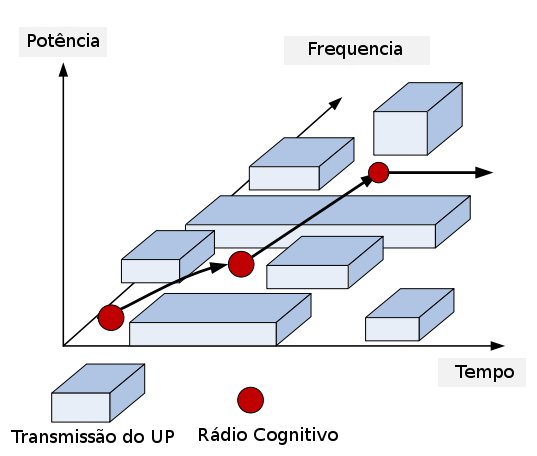 Potência
Frequencia
Tempo
Transmissão do UP
Rádio Cognitivo